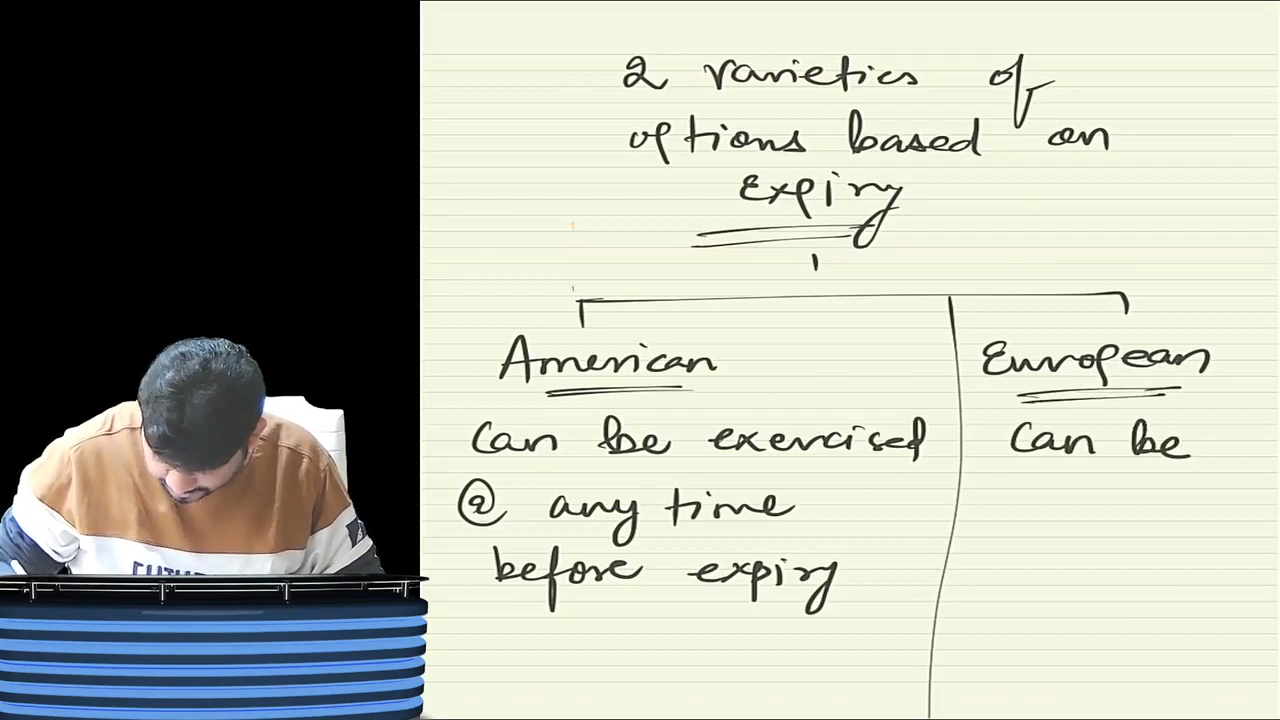 2 varieties of
options based on
Expiry
American
can be exercised
@ any time
before expiry
European
can be